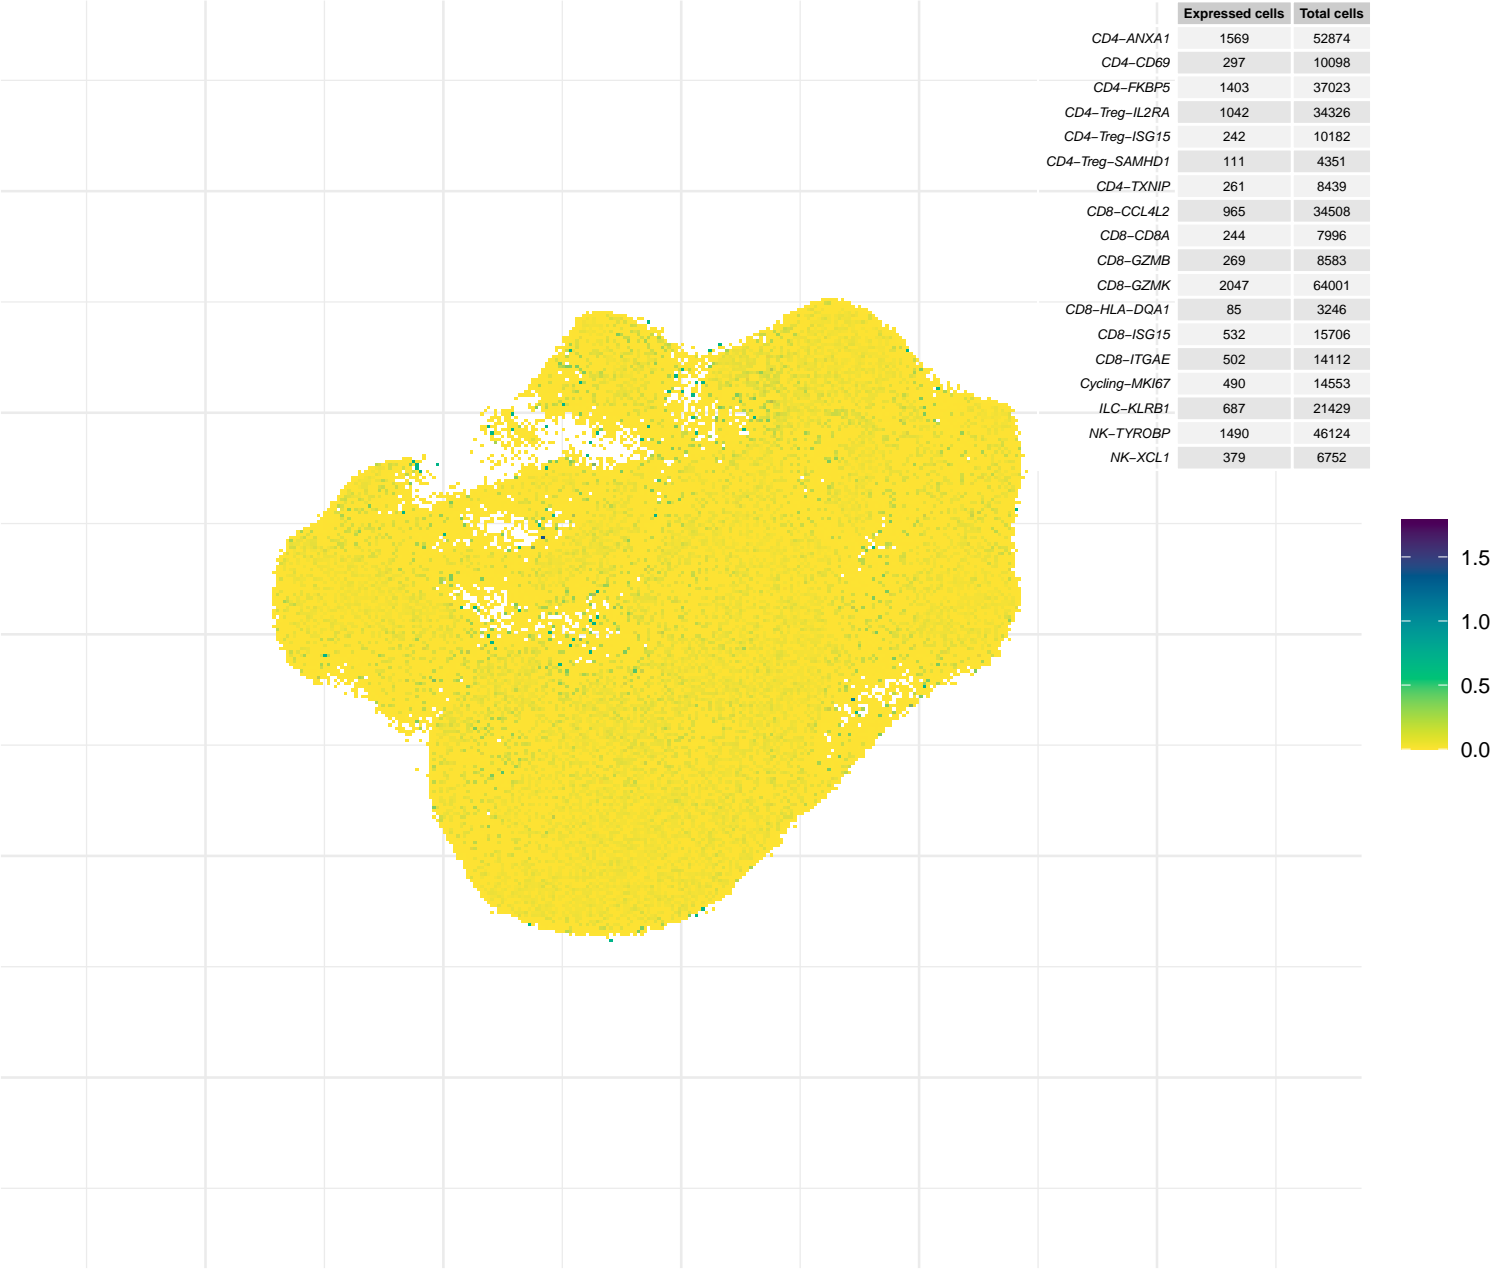 Expressed cells Total cells
CD4−ANXA1 1569 52874
CD4−CD69 297 10098
CD4−FKBP5 1403 37023
CD4−Treg−IL2RA 1042 34326
CD4−Treg−ISG15 242 10182
CD4−Treg−SAMHD1 111 4351
CD4−TXNIP 261 8439
CD8−CCL4L2 965 34508
CD8−CD8A 244 7996
CD8−GZMB 269 8583
CD8−GZMK 2047 64001
CD8−HLA−DQA1 85 3246
CD8−ISG15 532 15706
CD8−ITGAE 502 14112
Cycling−MKI67 490 14553
ILC−KLRB1 687 21429
NK−TYROBP 1490 46124
NK−XCL1 379 6752
1.5
1.0
0.5
0.0